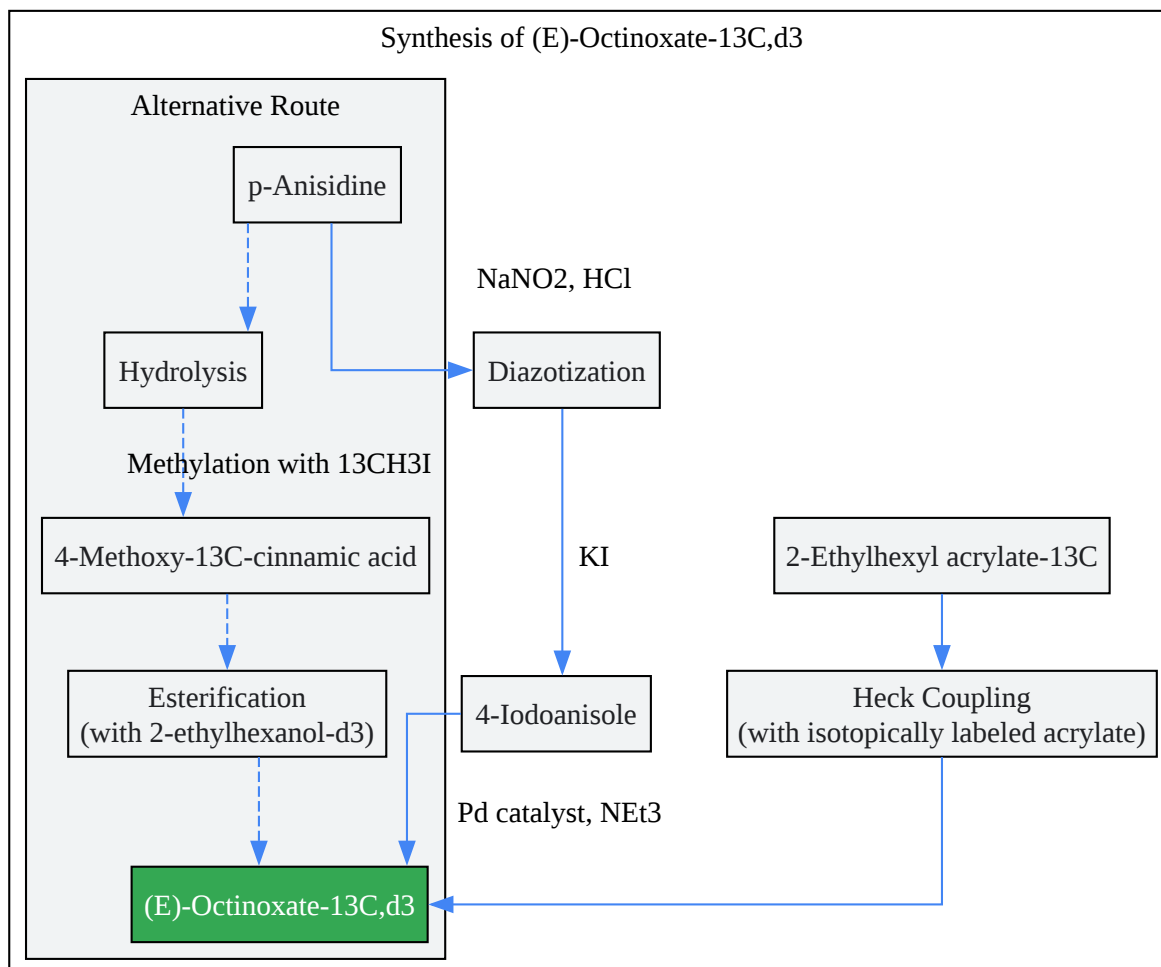 Synthesis of (E)-Octinoxate-13C,d3
Alternative Route
p-Anisidine
NaNO2, HCl
Hydrolysis
Diazotization
Methylation with 13CH3I
4-Methoxy-13C-cinnamic acid
KI
2-Ethylhexyl acrylate-13C
Esterification
(with 2-ethylhexanol-d3)
4-Iodoanisole
Heck Coupling
(with isotopically labeled acrylate)
Pd catalyst, NEt3
(E)-Octinoxate-13C,d3